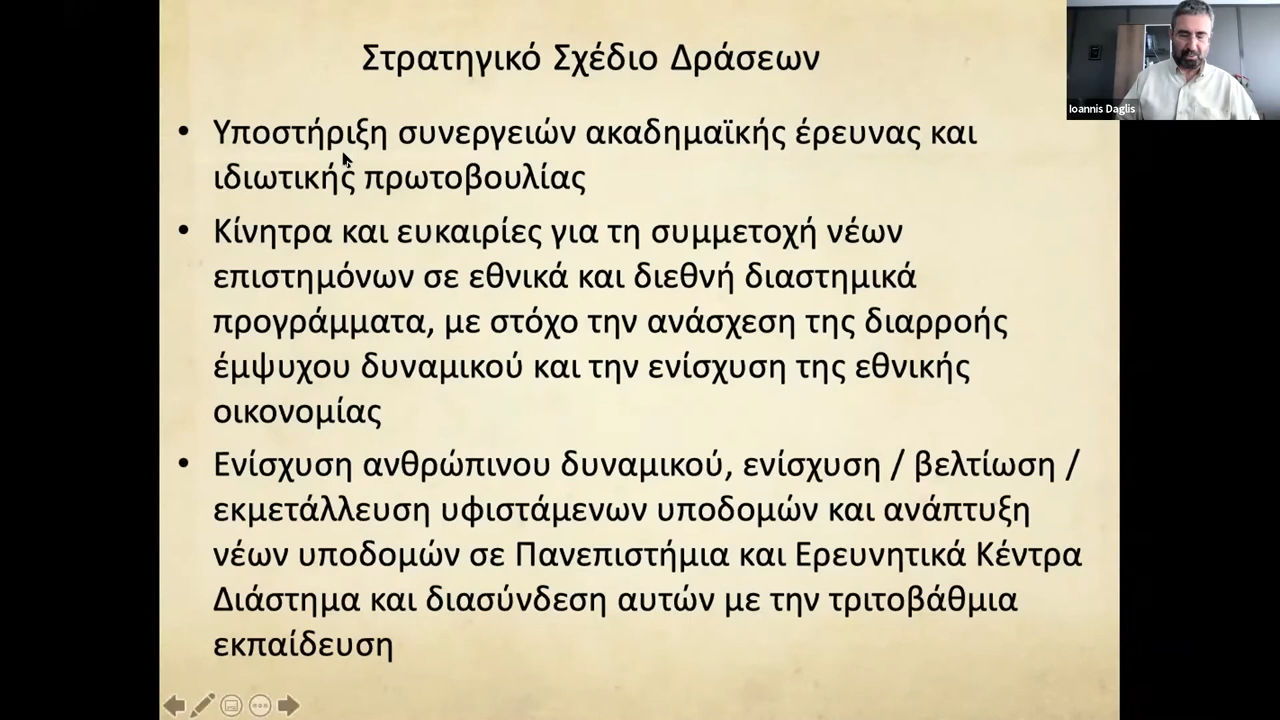 Στρατηγικό Σχέδιο Δράσεων
• Υποστήριξη συνεργειών ακαδημαϊκής έρευνας και
ιδιωτικής πρωτοβουλίας
• Κίνητρα και ευκαιρίες για τη συμμετοχή νέων
επιστημόνων σε εθνικά και διεθνή διαστημικά
προγράμματα, με στόχο την ανάσχεση της διαρροής
έμψυχου δυναμικού και την ενίσχυση της εθνικής
οικονομίας
• Ενίσχυση ανθρώπινου δυναμικού, ενίσχυση / βελτίωση /
εκμετάλλευση υφιστάμενων υποδομών και ανάπτυξη
νέων υποδομών σε Πανεπιστήμια και Ερευνητικά Κέντρα
Διάστημα και διασύνδεση αυτών με την τριτοβάθμια
εκπαίδευση
Ioannis Daglis